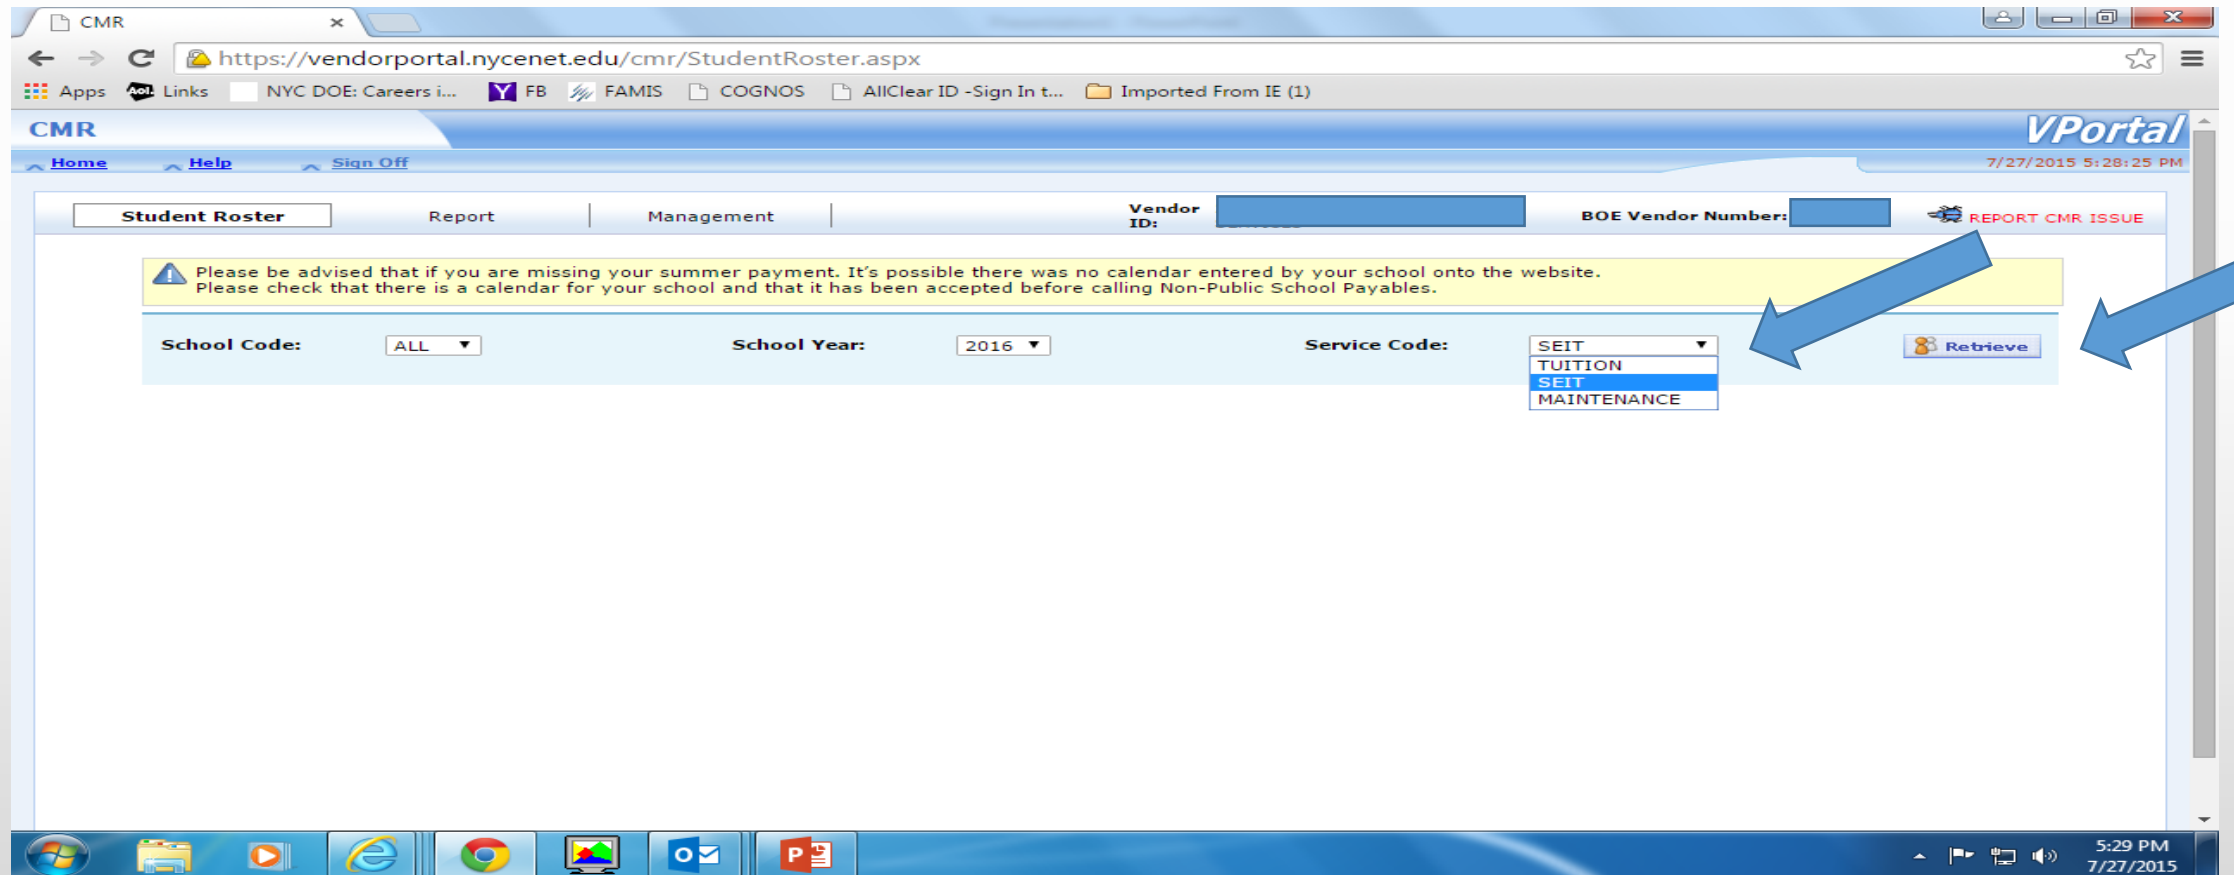 CMR
https://vendorportal.nycenet.edu/cmr/StudentRoster.aspx
Apps Aol. Links NYC DOE: Careers i... Y FB FAMIS COGNOS AllClear ID -Sign In t... Imported From IE (1)
CMR VPortal
Home Help Sign Off 7/27/2015 5:28:25 PM
Student Roster Report Management Vendor ID: BOE Vendor Number: REPORT CMR ISSUE
Please be advised that if you are missing your summer payment. It's possible there was no calendar entered by your school onto the website.
Please check that there is a calendar for your school and that it has been accepted before calling Non-Public School Payables.
School Code: ALL School Year: 2016 Service Code: SEIT Retrieve
TUITION
SEIT
MAINTENANCE
5:29 PM
7/27/2015